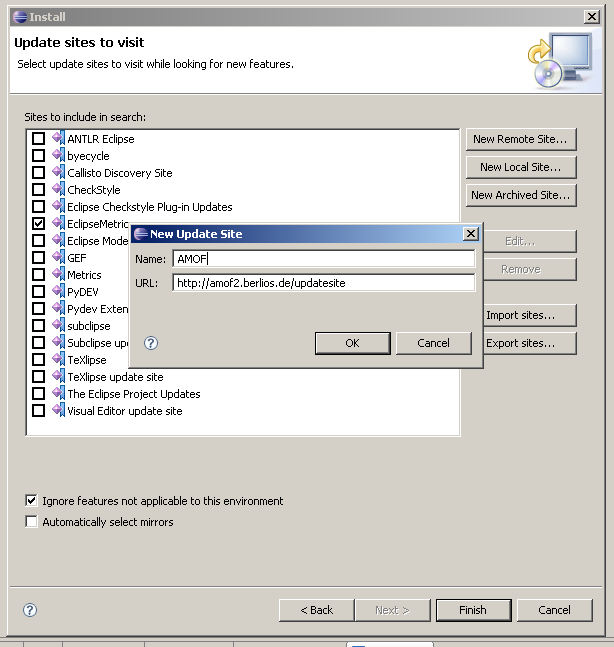 Install
Update sites to visit
Select update sites to visit while looking for new features.
Sites to include in search:
ANTLR Eclipse
byecycle
Callisto Discovery Site
CheckStyle
Eclipse Checkstyle Plug-in Updates
EclipseMetric
Eclipse Mode
GEF
Metrics
PyDEV
Pydev Exten
subclipse
Subclipse up
TeXlipse
TeXlipse update site
The Eclipse Project Updates
Visual Editor update site
New Remote Site...
New Local Site...
New Archived Site...
Edit...
Remove
Import sites...
Export sites...
New Update Site
Name: AMOF
URL: http://amof2.berlios.de/updatesite
? OK Cancel
Ignore features not applicable to this environment
Automatically select mirrors
? < Back Next > Finish Cancel